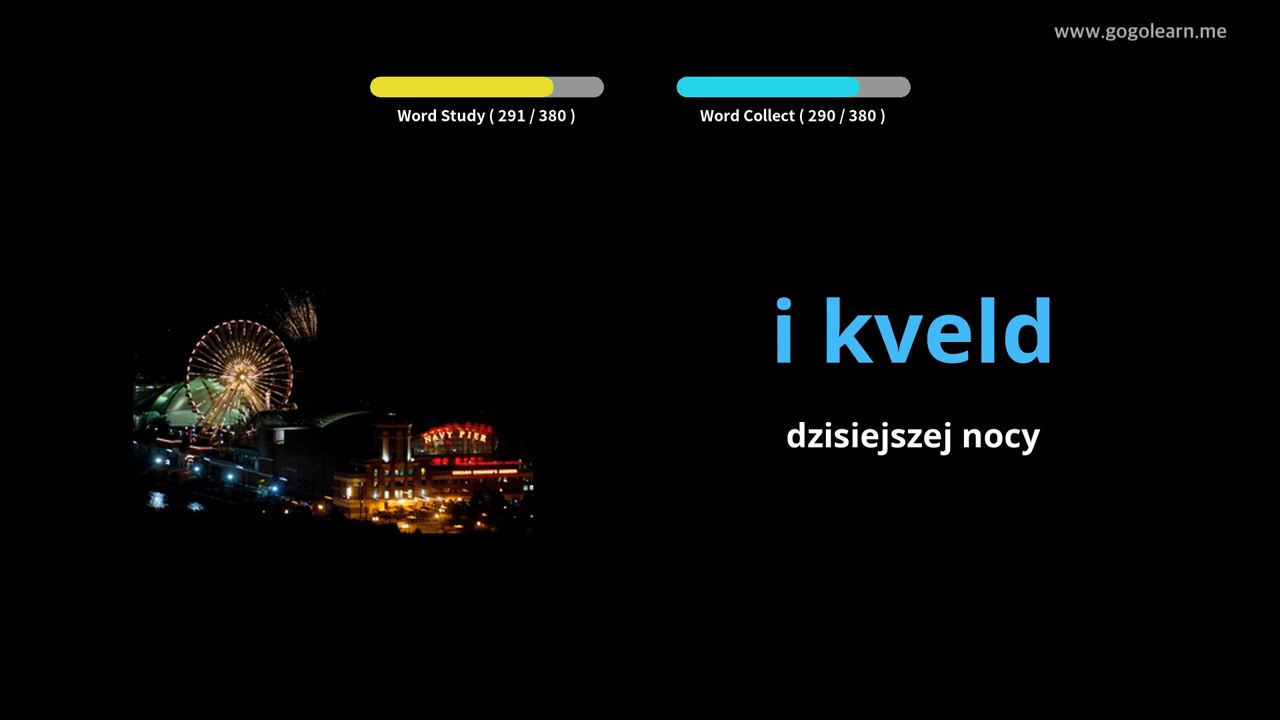 www.gogolearn.me
Word Study ( 291 / 380 )
Word Collect ( 290 / 380 )
i kveld
dzisiejszej nocy
NAVY PIER